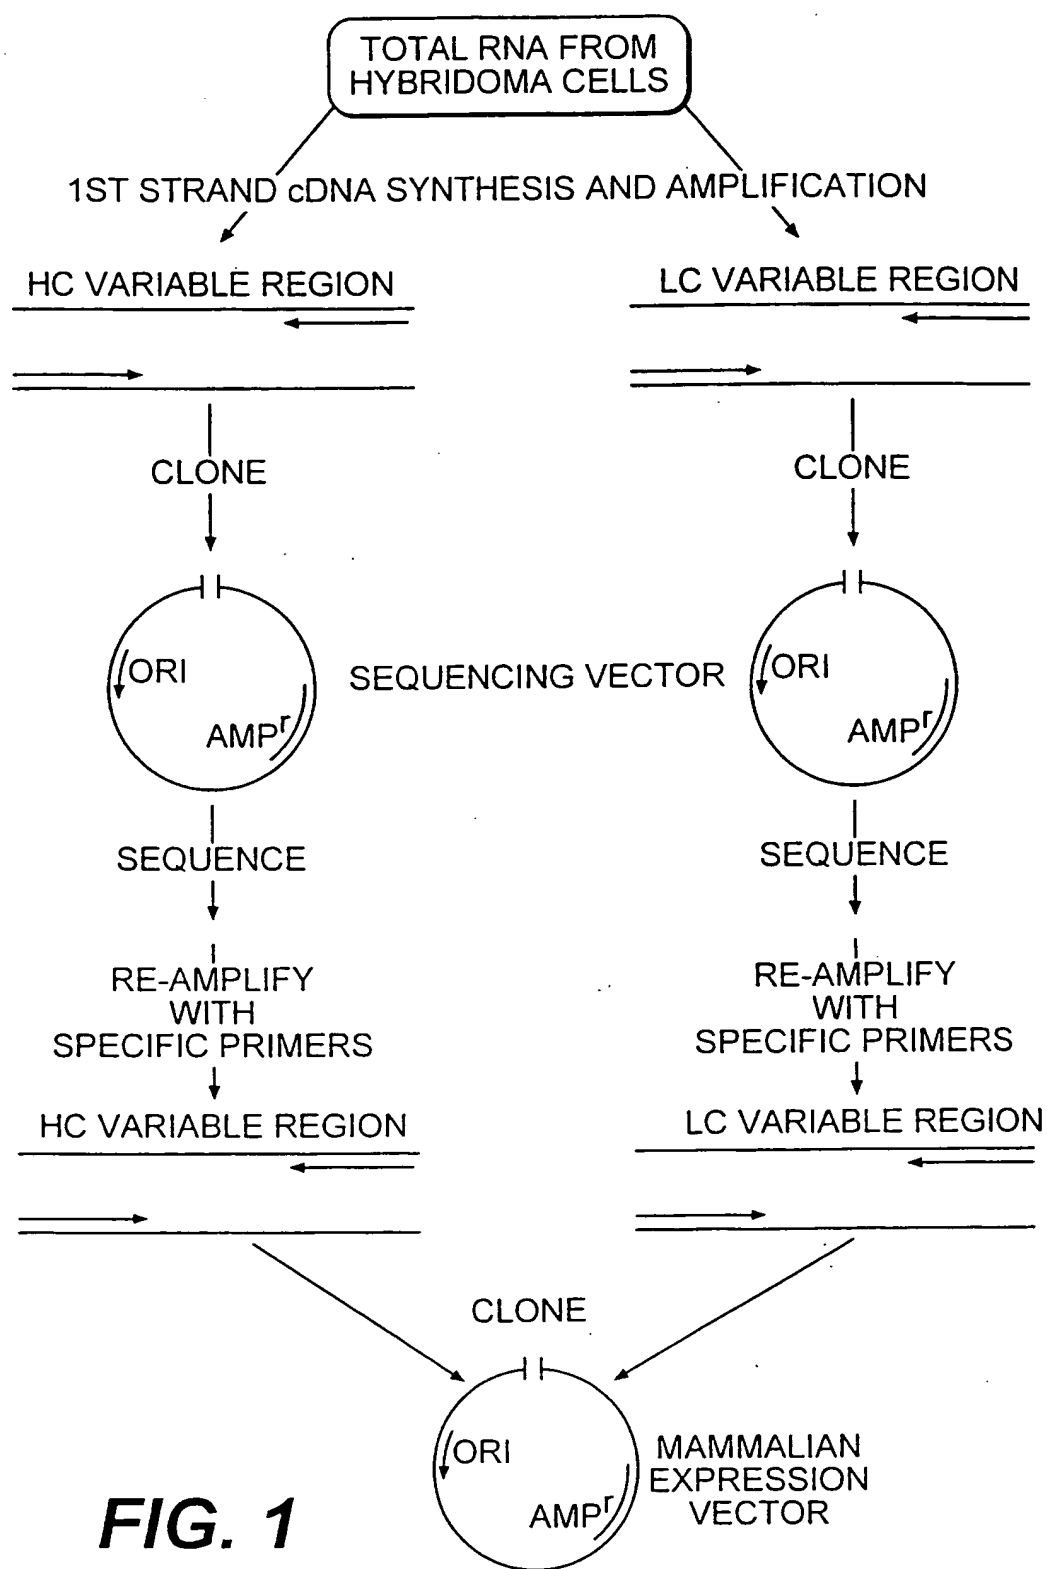 TOTAL RNA FROM
HYBRIDOMA CELLS
1ST STRAND cDNA SYNTHESIS AND AMPLIFICATION
HC VARIABLE REGION
LC VARIABLE REGION
CLONE
CLONE
ORI
AMPr
SEQUENCING VECTOR
ORI
AMPr
SEQUENCE
SEQUENCE
RE-AMPLIFY
WITH
SPECIFIC PRIMERS
RE-AMPLIFY
WITH
SPECIFIC PRIMERS
HC VARIABLE REGION
LC VARIABLE REGION
CLONE
ORI
AMPr
MAMMALIAN
EXPRESSION
VECTOR
FIG. 1